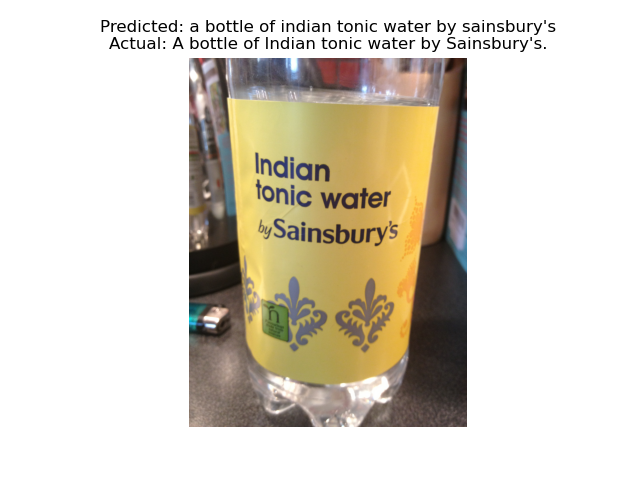 Predicted: a bottle of indian tonic water by sainsbury's
Actual: A bottle of Indian tonic water by Sainsbury's.
Indian
tonic water
by Sainsbury's
n